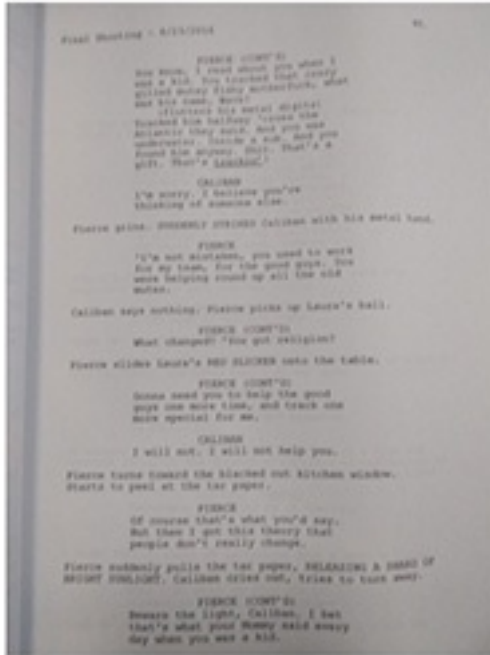 Final Shooting - 6/15/2016
PIERCE (CONT'D)
You know, I read about you when I
was a kid. You tracked that crazy
mutey fishy motherfuck, what
was his name,
his metal digital
Tracked him halfway 'cross the
Atlantic they said. And you was
underwater. Inside a sub. And you
found him anyway. Shit. That's a
gift. That's
CALIBAN
I'm sorry. I believe you're
thinking of someone else.
Pierce grins. SUDDENLY Caliban with his metal hand.
PIERCE
I'm not mistaken, you used to work
for my team, for the good guys. You
were helping round up all the old
muties.
Caliban says nothing. Pierce picks up Laura's ball.
PIERCE (CONT'D)
What changed? You got religion?
Pierce slides Laura's RED SLICKER onto the table.
PIERCE (CONT'D)
Gonna need you to help the good
guys one more time, and track one
more special for me.
CALIBAN
I will not. I will not help you.
Pierce turns toward the blacked out kitchen window.
Starts to peel at the tar paper.
PIERCE
Of course that's what you'd say.
But then I got this theory that
people don't really change.
Pierce suddenly pulls the tar paper, RELEASING A SHARD OF
BRIGHT SUNLIGHT. Caliban cries out, tries to turn away.
PIERCE (CONT'D)
Beware the light, Caliban. I bet
that's what your Mommy said every
day when you was a kid.